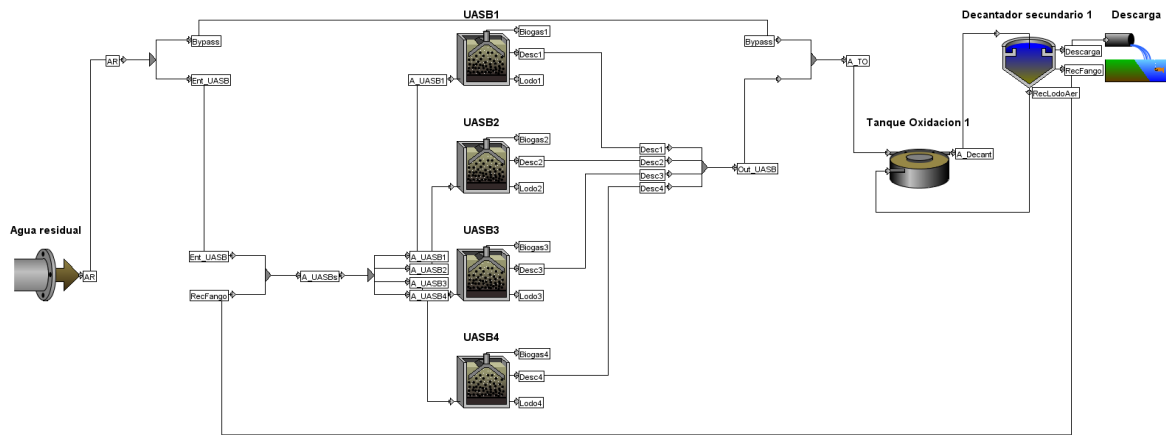 UASB1
Decantador secundario 1
Descarga
Biogas1
Bypass
Bypass
Desc1
Descarga
AR
A_TO
RecFango
Ent_UASB
A_UASB1
Lodo1
RecLodoAer
UASB2
Tanque Oxidacion 1
Biogas2
Desc1
A_Decant
Desc2
Desc2
Out_UASB
Desc3
Lodo2
Desc4
Agua residual
UASB3
Biogas3
Ent_UASB
A_UASB1
A_UASB2
Desc3
AR
A_UASBs
A_UASB3
RecFango
A_UASB4
Lodo3
UASB4
Biogas4
Desc4
Lodo4